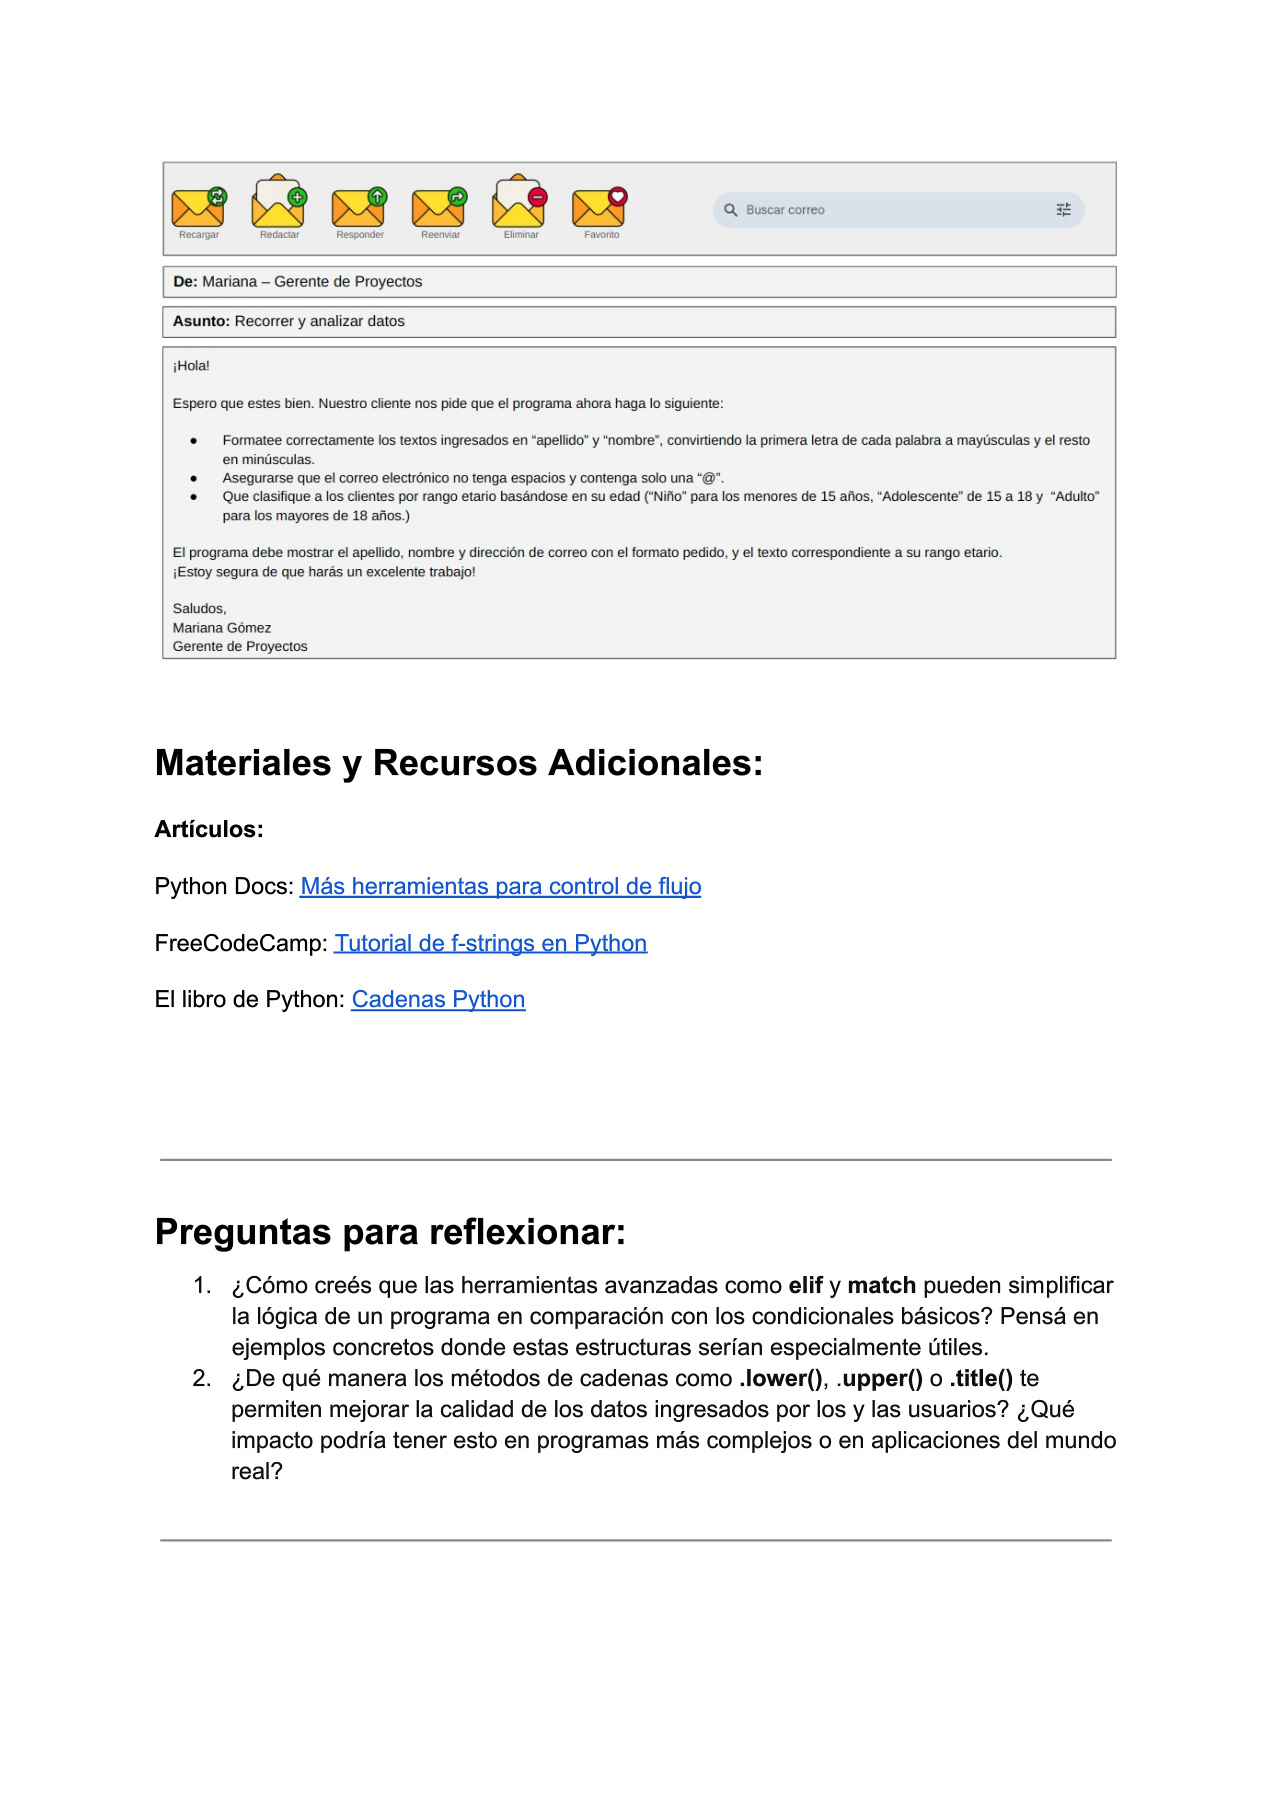 Recargar Redactar Responder Reenviar Eliminar Favorito Buscar correo
De: Mariana – Gerente de Proyectos
Asunto: Recorrer y analizar datos
¡Hola!
Espero que estes bien. Nuestro cliente nos pide que el programa ahora haga lo siguiente:
● Formatee correctamente los textos ingresados en “apellido” y “nombre”, convirtiendo la primera letra de cada palabra a mayúsculas y el resto
en minúsculas.
● Asegurarse que el correo electrónico no tenga espacios y contenga solo una “@”.
● Que clasifique a los clientes por rango etario basándose en su edad (“Niño” para los menores de 15 años, “Adolescente” de 15 a 18 y “Adulto”
para los mayores de 18 años.)
El programa debe mostrar el apellido, nombre y dirección de correo con el formato pedido, y el texto correspondiente a su rango etario.
¡Estoy segura de que harás un excelente trabajo!
Saludos,
Mariana Gómez
Gerente de Proyectos
Materiales y Recursos Adicionales:
Artículos:
Python Docs: Más herramientas para control de flujo
FreeCodeCamp: Tutorial de f-strings en Python
El libro de Python: Cadenas Python
Preguntas para reflexionar:
1. ¿Cómo creés que las herramientas avanzadas como elif y match pueden simplificar
la lógica de un programa en comparación con los condicionales básicos? Pensá en
ejemplos concretos donde estas estructuras serían especialmente útiles.
2. ¿De qué manera los métodos de cadenas como .lower(), .upper() o .title() te
permiten mejorar la calidad de los datos ingresados por los y las usuarios? ¿Qué
impacto podría tener esto en programas más complejos o en aplicaciones del mundo
real?